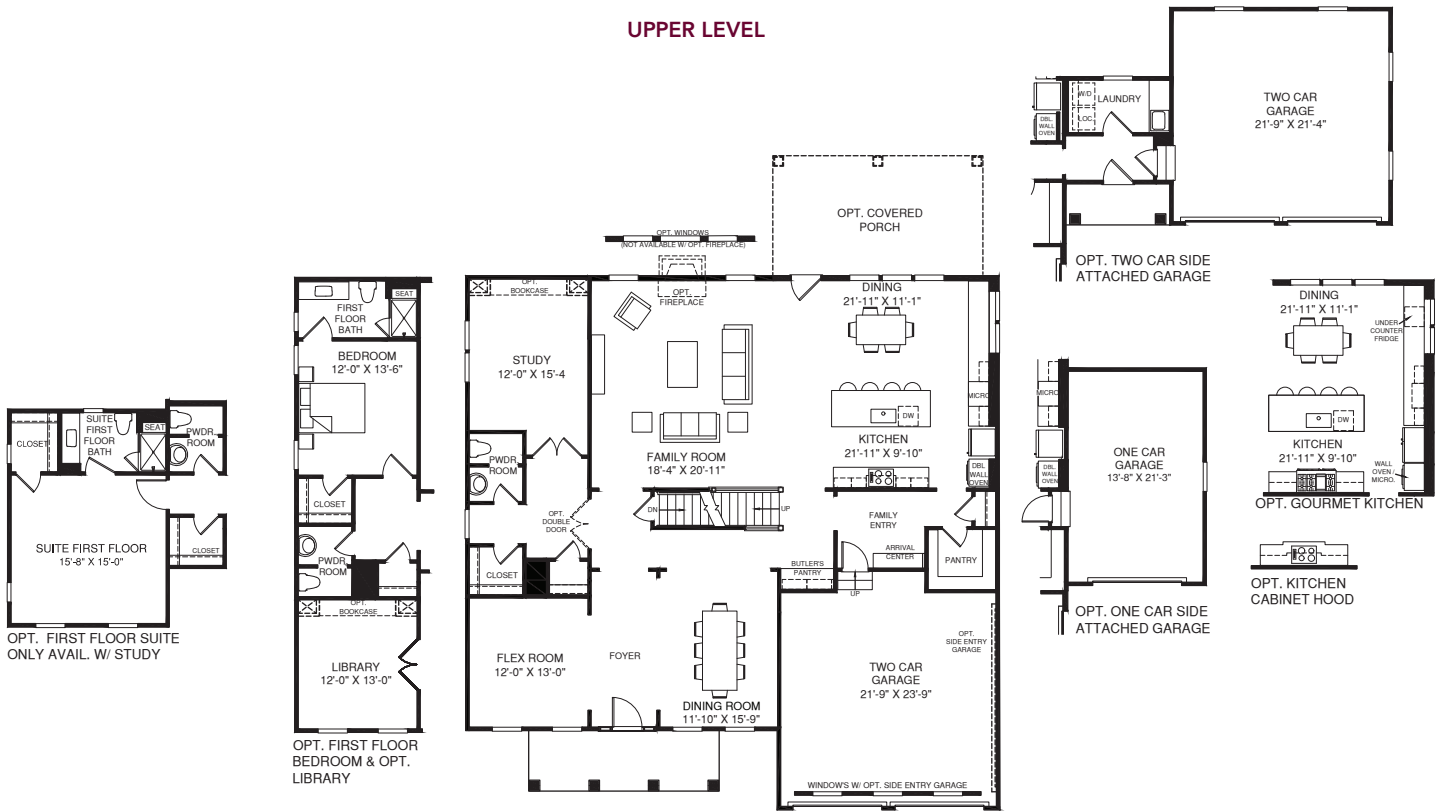 UPPER LEVEL
TWO CAR
GARAGE
21'-9" X 21'-4"
W/D
LOC.
LAUNDRY
DBL.
WALL
OVEN
OPT. TWO CAR SIDE
ATTACHED GARAGE
OPT. COVERED
PORCH
OPT. WINDOWS
(NOT AVAILABLE W/ OPT. FIREPLACE)
OPT.
FIREPLACE
OPT.
BOOKCASE
STUDY
12'-0" X 15'-4
DINING
21'-11" X 11'-1"
MICRO
DW
KITCHEN
21'-11" X 9'-10"
DBL.
WALL
OVEN
FAMILY ROOM
18'-4" X 20'-11"
PWDR.
ROOM
OPT.
DOUBLE
DOOR
DN
UP
FAMILY
ENTRY
ARRIVAL
CENTER
PANTRY
BUTLER'S
PANTRY
UP
CLOSET
FLEX ROOM
12'-0" X 13'-0"
FOYER
DINING ROOM
11'-10" X 15'-9"
TWO CAR
GARAGE
21'-9" X 23'-9"
OPT.
SIDE ENTRY
GARAGE
WINDOW'S W/ OPT. SIDE ENTRY GARAGE
SEAT
FIRST
FLOOR
BATH
BEDROOM
12'-0" X 13'-6"
CLOSET
PWDR.
ROOM
OPT.
BOOKCASE
LIBRARY
12'-0" X 13'-0"
OPT. FIRST FLOOR
BEDROOM & OPT.
LIBRARY
CLOSET
SUITE
FIRST
FLOOR
BATH
SEAT
PWDR.
ROOM
CLOSET
SUITE FIRST FLOOR
15'-8" X 15'-0"
OPT. FIRST FLOOR SUITE
ONLY AVAIL. W/ STUDY
MICRO
DBL.
WALL
OVEN
ONE CAR
GARAGE
13'-8" X 21'-3"
OPT. ONE CAR SIDE
ATTACHED GARAGE
DINING
21'-11" X 11'-1"
UNDER
COUNTER
FRIDGE
DW
KITCHEN
21'-11" X 9'-10"
WALL
OVEN /
MICRO.
OPT. GOURMET KITCHEN
OPT. KITCHEN
CABINET HOOD